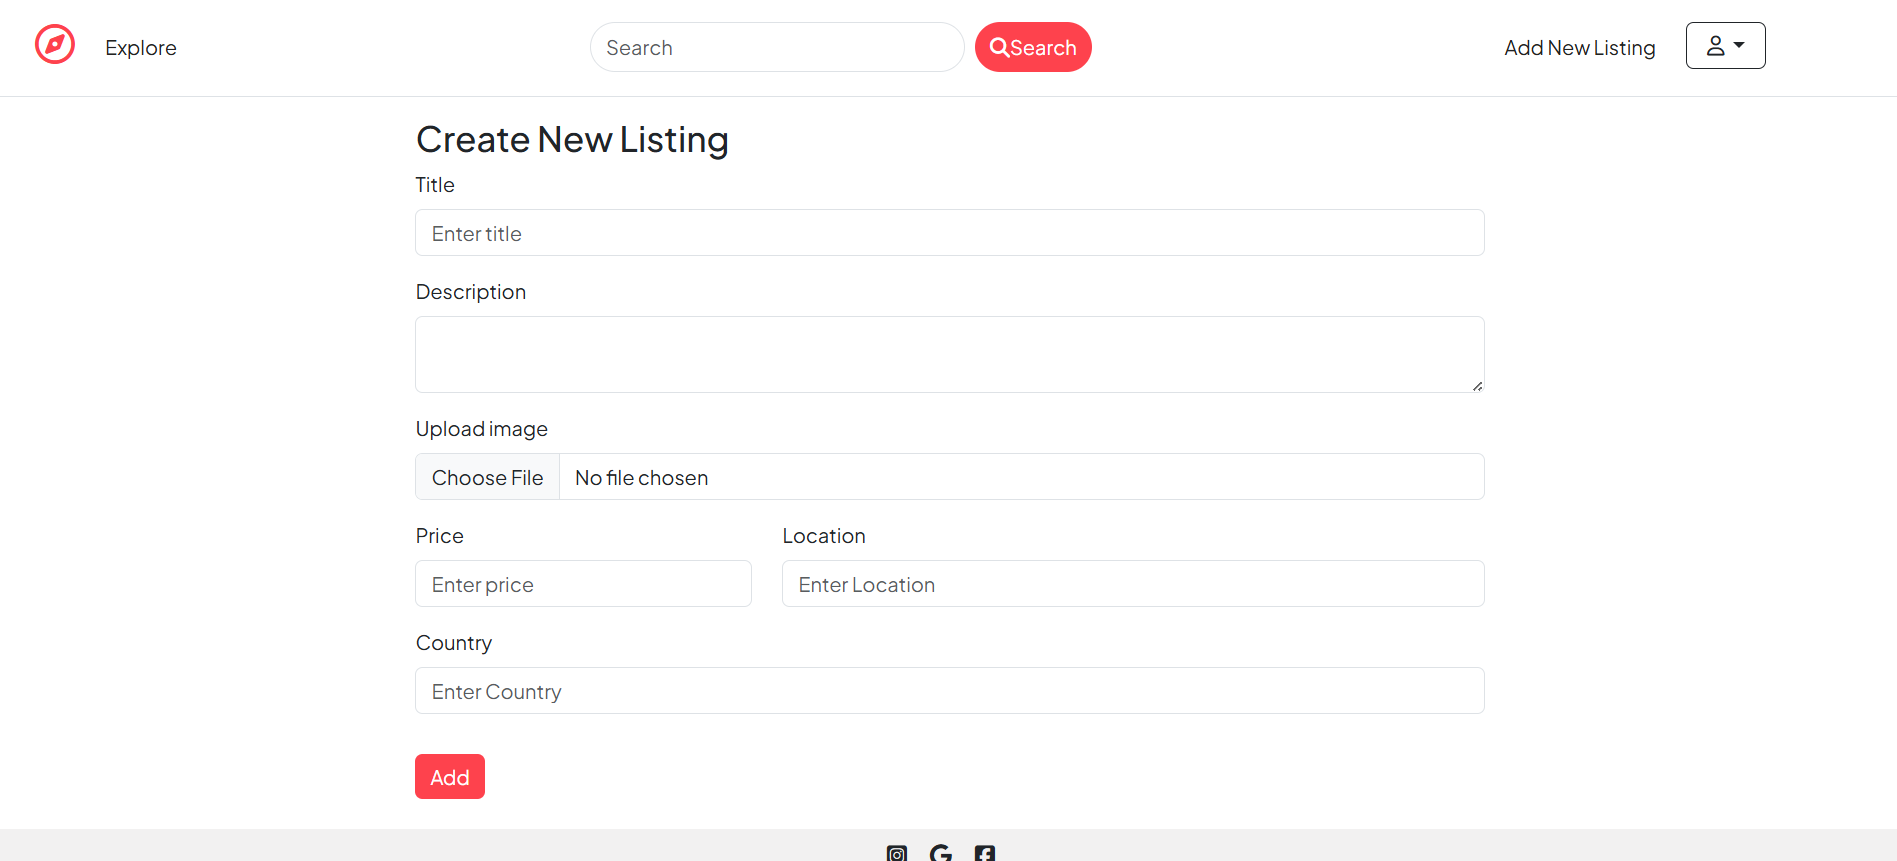 Explore
Search
Search
Add New Listing
Create New Listing
Title
Enter title
Description
Upload image
Choose File No file chosen
Price Location
Enter price Enter Location
Country
Enter Country
Add